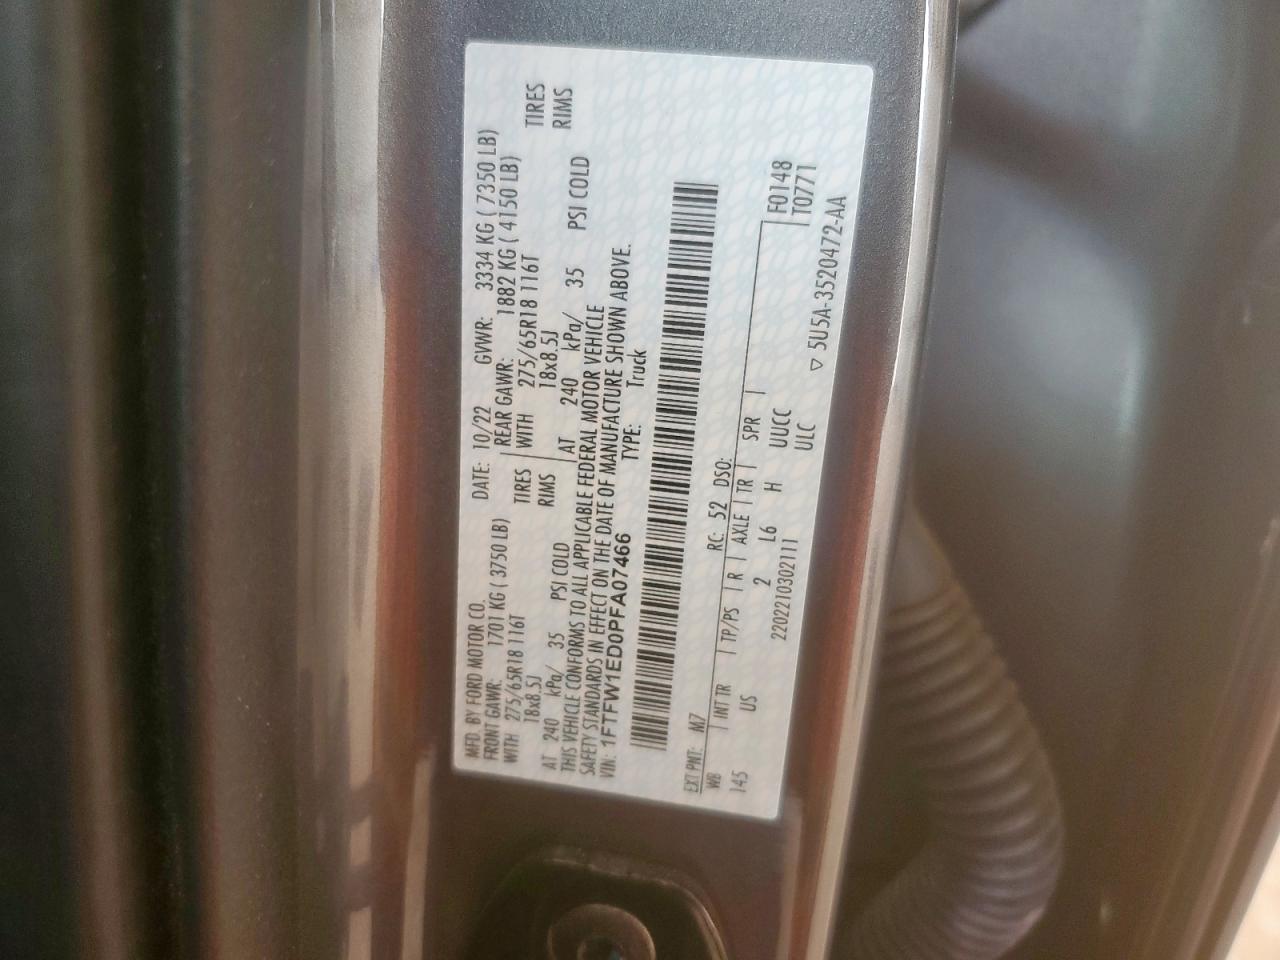 MFD. BY FORD MOTOR CO.
DATE: 10/22 GVWR: 3334 KG ( 7350 LB)
FRONT GAWR: 1701 KG ( 3750 LB)
REAR GAWR: 1882 KG ( 4150 LB)
WITH 275/65R18 116T TIRES
WITH 275/65R18 116T TIRES
18x8.5J RIMS
18x8.5J RIMS
AT 240 kPa/ 35 PSI COLD
AT 240 kPa/ 35 PSI COLD
THIS VEHICLE CONFORMS TO ALL APPLICABLE FEDERAL MOTOR VEHICLE
SAFETY STANDARDS IN EFFECT ON THE DATE OF MANUFACTURE SHOWN ABOVE.
VIN: 1FTFW1ED0PFA07466 TYPE: Truck
EXT PNT: M7 RC: 52 DSO: F0148
WB INT TR TP/PS R AXLE TR SPR T0771
145 US 2 L6 H UUCC
2202210302111 ULC
▽ 5U5A-3520472-AA